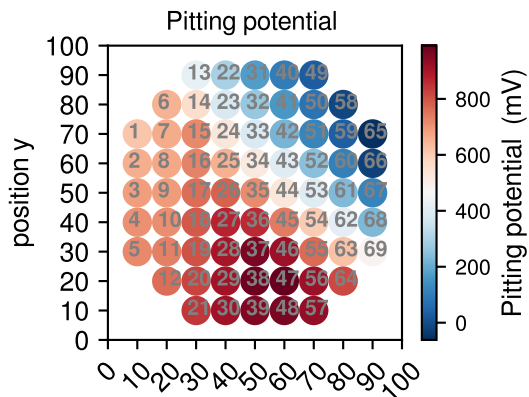 Pitting potential
100
90
80
70
60
50
40
30
20
10
0
position y
13 22 31 40 49
6 14 23 32 41 50 58
1 7 15 24 33 42 51 59 65
2 8 16 25 34 43 52 60 66
3 9 17 26 35 44 53 61 67
4 10 18 27 36 45 54 62 68
5 11 19 28 37 46 55 63 69
12 20 29 38 47 56 64
21 30 39 48 57
0 10 20 30 40 50 60 70 80 90 100
800
600
400
200
0
Pitting potential (mV)